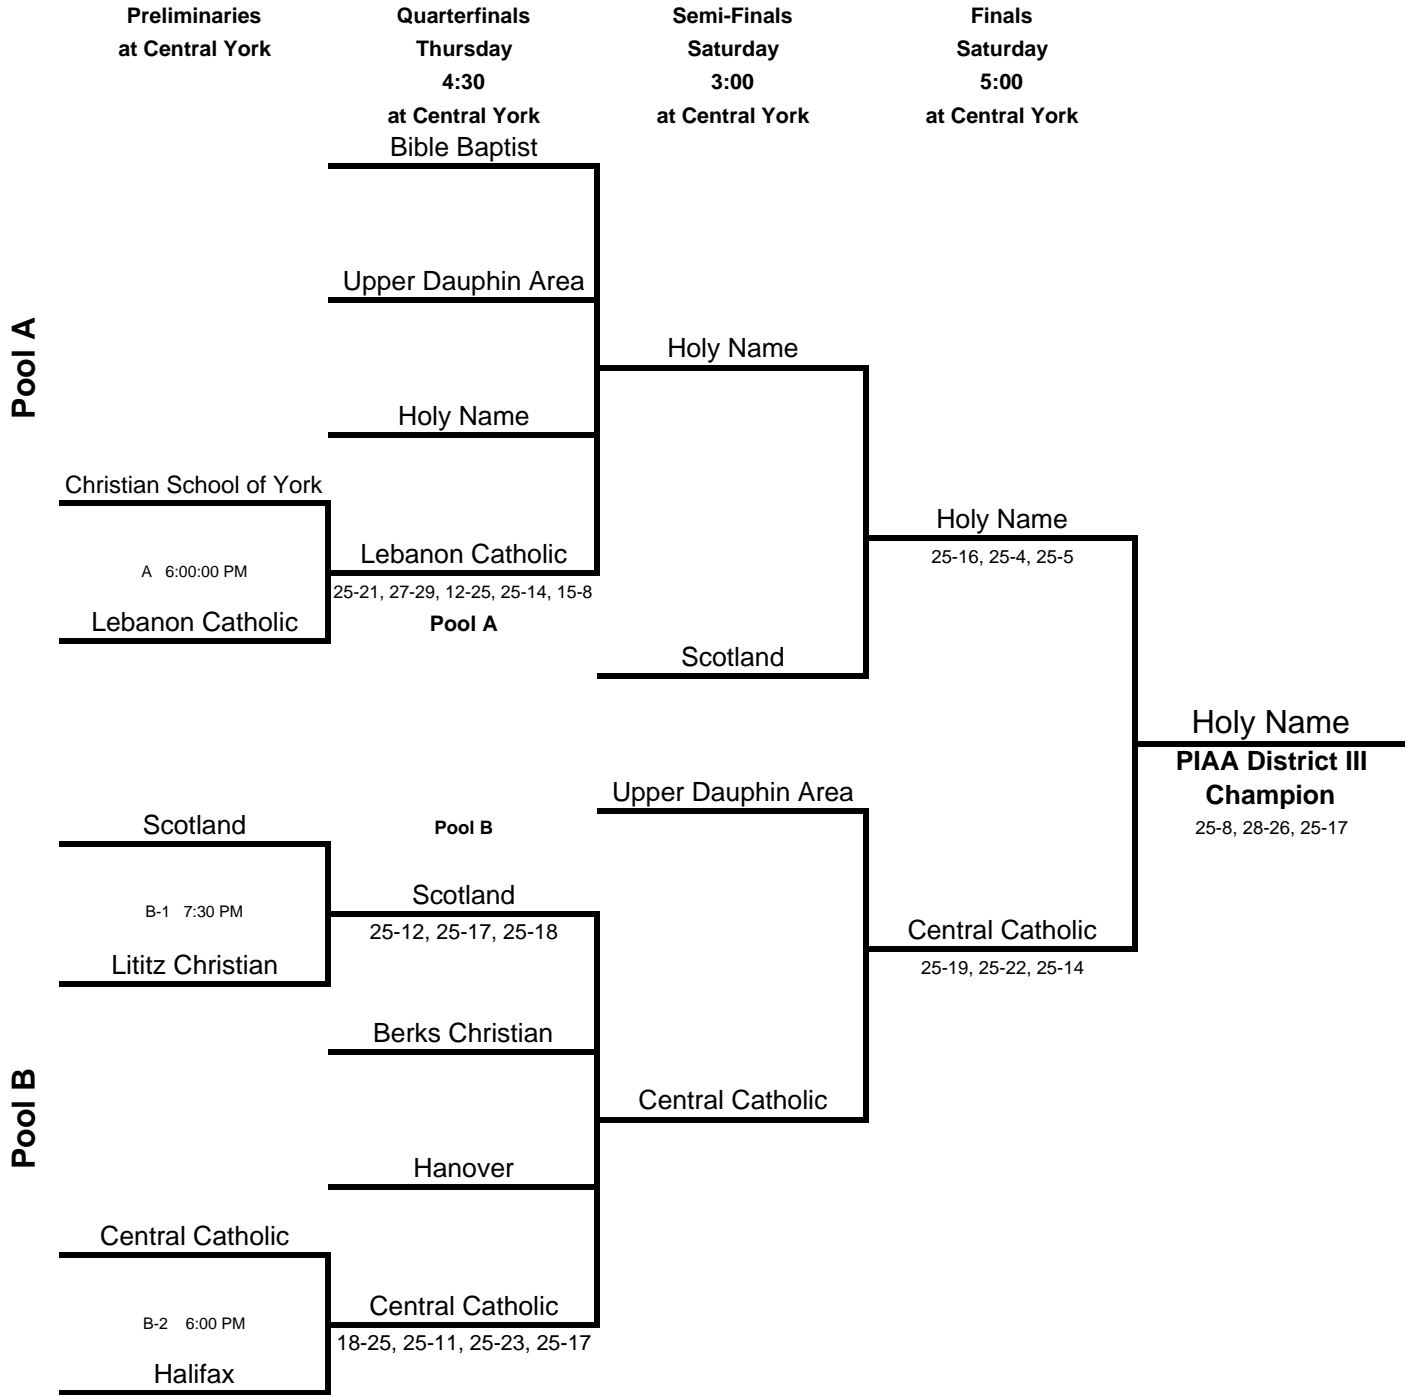 Preliminaries
at Central York
Quarterfinals
Thursday
4:30
at Central York
Semi-Finals
Saturday
3:00
at Central York
Finals
Saturday
5:00
at Central York
Pool A
Bible Baptist
Upper Dauphin Area
Holy Name
Holy Name
Christian School of York
A 6:00:00 PM
Lebanon Catholic
Lebanon Catholic
25-21, 27-29, 12-25, 25-14, 15-8
Pool A
Holy Name
25-16, 25-4, 25-5
Scotland
Holy Name
PIAA District III
Champion
25-8, 28-26, 25-17
Upper Dauphin Area
Pool B
Scotland
B-1 7:30 PM
Lititz Christian
Scotland
25-12, 25-17, 25-18
Central Catholic
25-19, 25-22, 25-14
Berks Christian
Central Catholic
Pool B
Hanover
Central Catholic
B-2 6:00 PM
Halifax
Central Catholic
18-25, 25-11, 25-23, 25-17